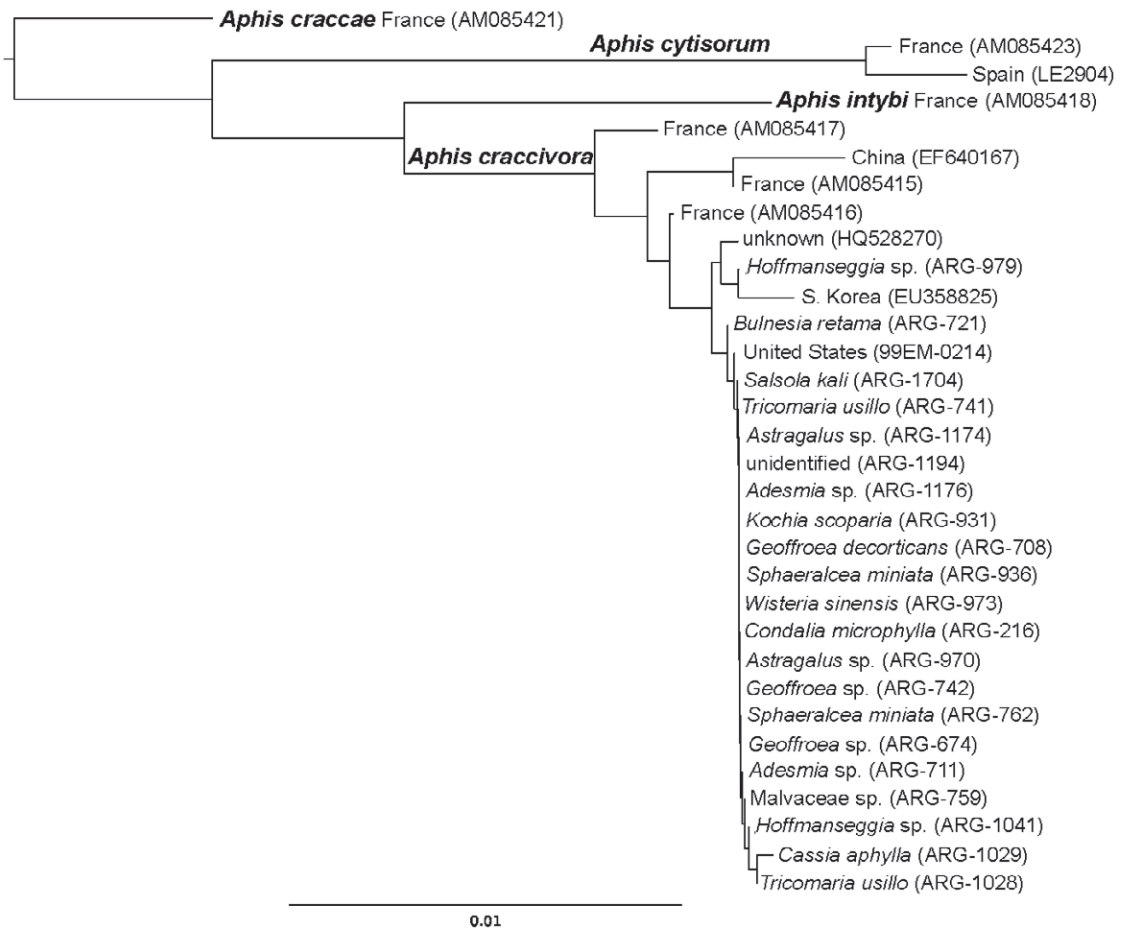 Aphis craccae France (AM085421)
Aphis cytisorum
France (AM085423)
Spain (LE2904)
Aphis intybi France (AM085418)
France (AM085417)
Aphis craccivora
China (EF640167)
France (AM085415)
France (AM085416)
unknown (HQ528270)
Hoffmanseggia sp. (ARG-979)
S. Korea (EU358825)
Bulnesia retama (ARG-721)
United States (99EM-0214)
Salsola kali (ARG-1704)
Tricomaria usillo (ARG-741)
Astragalus sp. (ARG-1174)
unidentified (ARG-1194)
Adesmia sp. (ARG-1176)
Kochia scoparia (ARG-931)
Geoffroea decorticans (ARG-708)
Sphaeralcea miniata (ARG-936)
Wisteria sinensis (ARG-973)
Condalia microphylla (ARG-216)
Astragalus sp. (ARG-970)
Geoffroea sp. (ARG-742)
Sphaeralcea miniata (ARG-762)
Geoffroea sp. (ARG-674)
Adesmia sp. (ARG-711)
Malvaceae sp. (ARG-759)
Hoffmanseggia sp. (ARG-1041)
Cassia aphylla (ARG-1029)
Tricomaria usillo (ARG-1028)
0.01